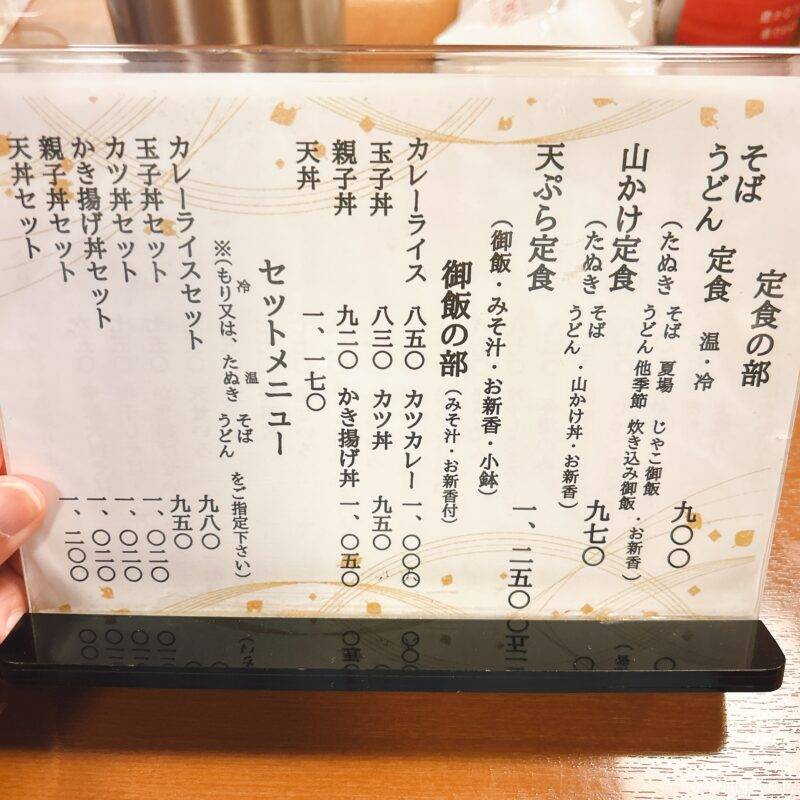 定食の部
そば
うどん 定食 温・冷
(たぬき そば うどん 夏場 じゃこ御飯 他季節 炊き込み御飯・お新香) 九〇〇
山かけ定食
(たぬき そば うどん・山かけ丼・お新香) 九七〇
天ぷら定食
(御飯・みそ汁・お新香・小鉢) 一、二五〇
御飯の部(みそ汁・お新香付)
カレーライス 八五〇 カツカレー 一、〇〇〇
玉子丼 八三〇 カツ丼 九五〇
親子丼 九二〇 かき揚げ丼 一、〇五〇
天丼 一、一七〇
セットメニュー
※(冷 もり又は、温 たぬき そば うどん をご指定下さい)
カレーライスセット 九八〇
玉子丼セット 九五〇
カツ丼セット 一、〇二〇
かき揚げ丼セット 一、〇二〇
親子丼セット 一、〇二〇
天丼セット 一、二〇〇